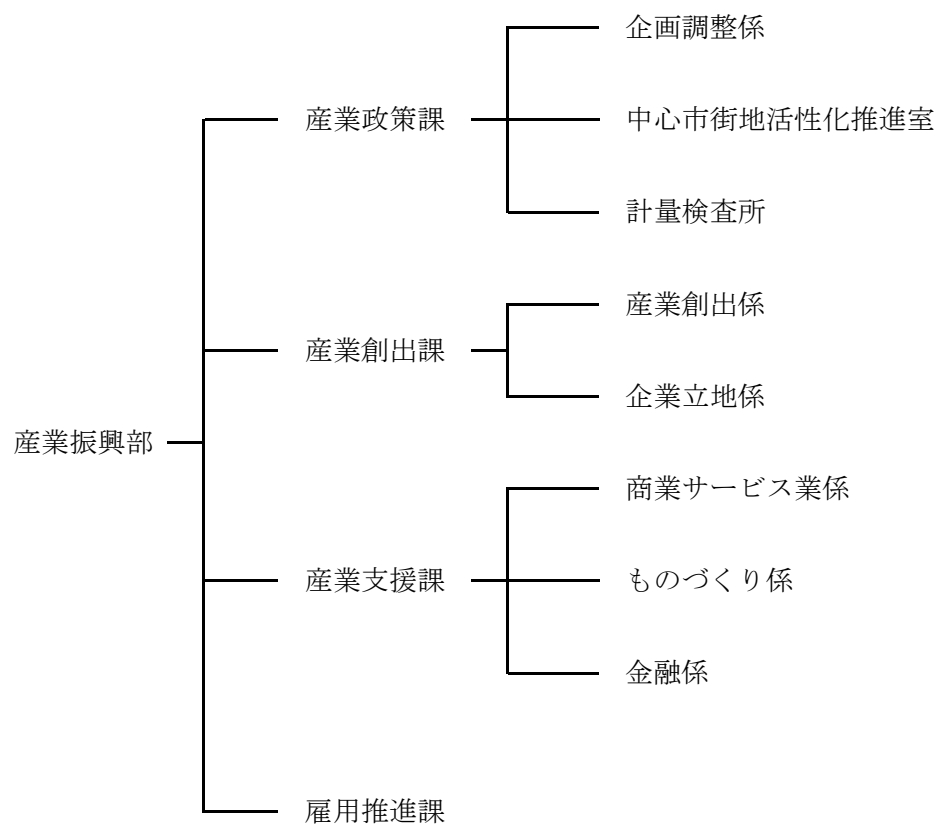 産業振興部
産業政策課
企画調整係
中心市街地活性化推進室
計量検査所
産業創出課
産業創出係
企業立地係
産業支援課
商業サービス業係
ものづくり係
金融係
雇用推進課